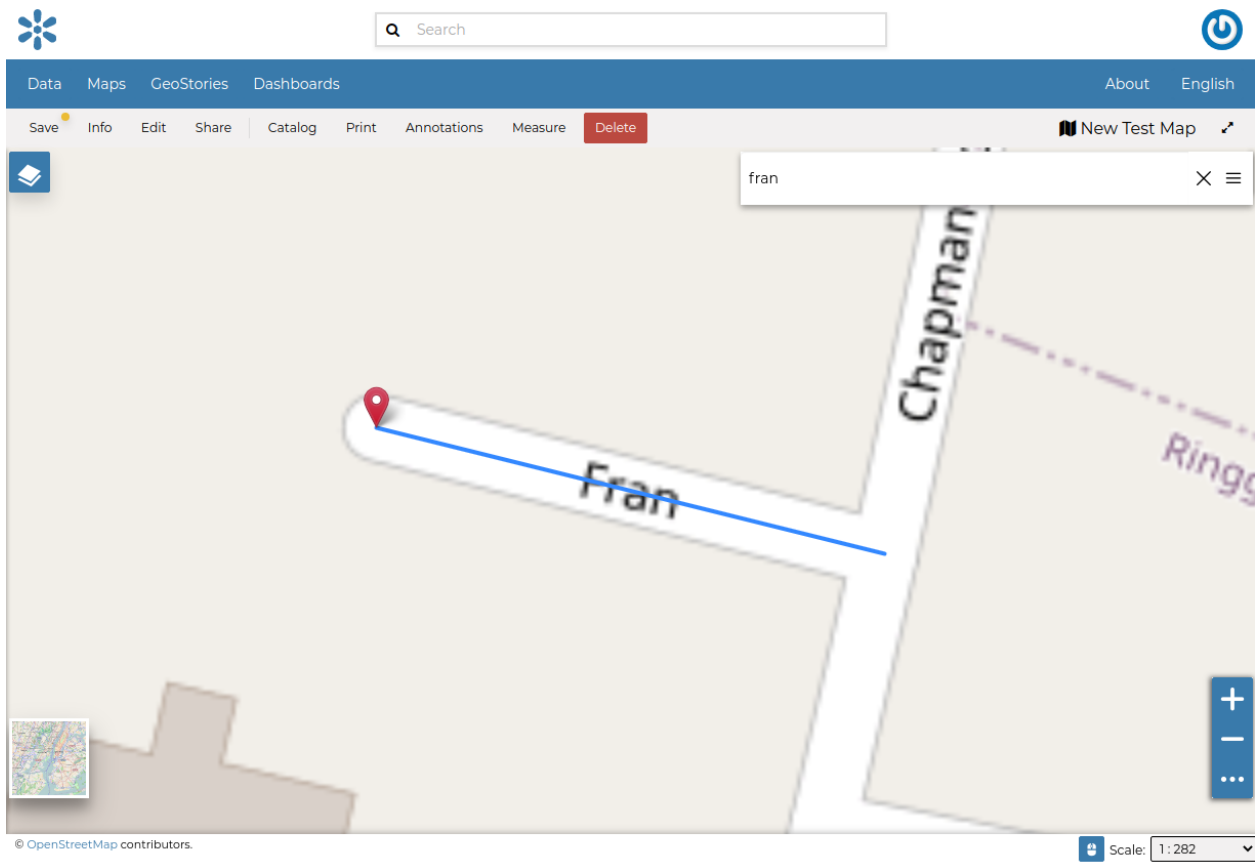 Search
Data Maps GeoStories Dashboards About English
Save Info Edit Share Catalog Print Annotations Measure Delete New Test Map
fran
Chapman
Fran
Ringg
© OpenStreetMap contributors.
Scale: 1 : 282